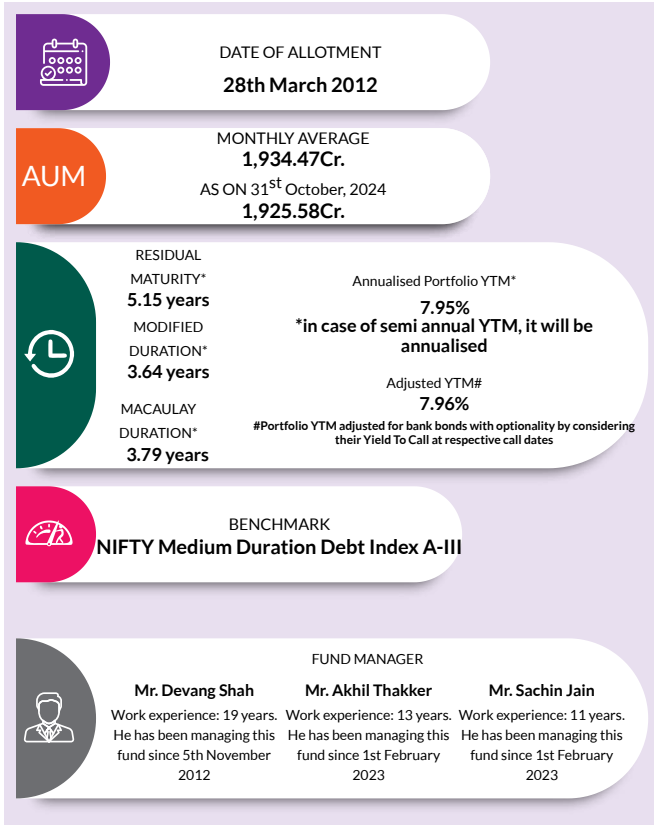 DATE OF ALLOTMENT
28th March 2012
AUM
MONTHLY AVERAGE
1,934.47Cr.
AS ON 31st October, 2024
1,925.58Cr.
RESIDUAL
MATURITY*
5.15 years
MODIFIED
DURATION*
3.64 years
MACAULAY
DURATION*
3.79 years
Annualised Portfolio YTM*
7.95%
*in case of semi annual YTM, it will be
annualised
Adjusted YTM#
7.96%
#Portfolio YTM adjusted for bank bonds with optionality by considering
their Yield To Call at respective call dates
BENCHMARK
NIFTY Medium Duration Debt Index A-III
FUND MANAGER
Mr. Devang Shah
Work experience: 19 years.
He has been managing this
fund since 5th November
2012
Mr. Akhil Thakker
Work experience: 13 years.
He has been managing this
fund since 1st February
2023
Mr. Sachin Jain
Work experience: 11 years.
He has been managing this
fund since 1st February
2023